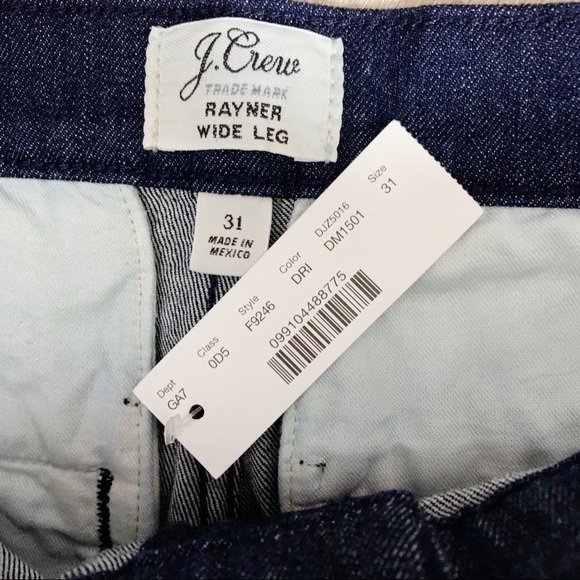 J.Crew
TRADE MARK
RAYNER
WIDE LEG
31
MADE IN
MEXICO
Dept Class Style Color DJZ5016 Size
GA7 0D5 F9246 DRI DM1501 31
099104488775